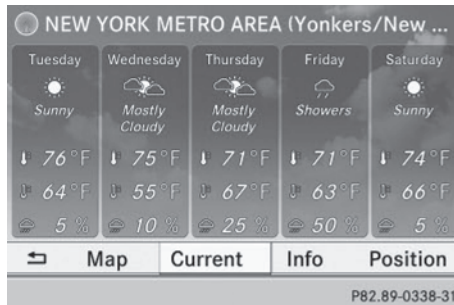 NEW YORK METRO AREA (Yonkers/New ...
Tuesday Wednesday Thursday Friday Saturday
Sunny Mostly Cloudy Mostly Cloudy Showers Sunny
76°F 75°F 71°F 71°F 74°F
64°F 55°F 67°F 63°F 66°F
5 % 10 % 25 % 50 % 5 %
Map Current Info Position
P82.89-0338-31